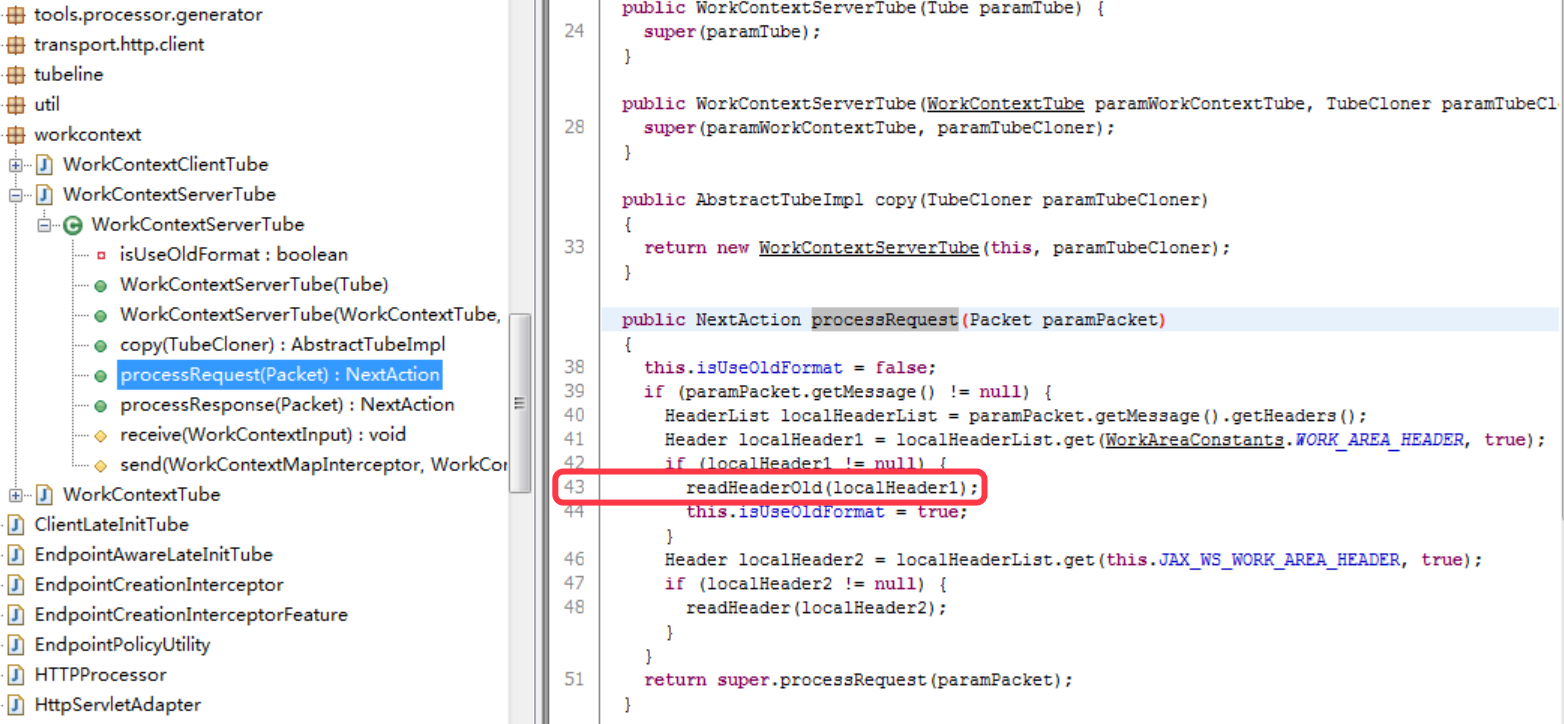 tools.processor.generator
transport.http.client
tubeline
util
workcontext
WorkContextClientTube
WorkContextServerTube
WorkContextServerTube
isUseOldFormat : boolean
WorkContextServerTube(Tube)
WorkContextServerTube(WorkContextTube,
copy(TubeCloner) : AbstractTubeImpl
processRequest(Packet) : NextAction
processResponse(Packet) : NextAction
receive(WorkContextInput) : void
send(WorkContextMapInterceptor, WorkCor
WorkContextTube
ClientLateInitTube
EndpointAwareLateInitTube
EndpointCreationInterceptor
EndpointCreationInterceptorFeature
EndpointPolicyUtility
HTTPProcessor
HttpServletAdapter
public WorkContextServerTube(Tube paramTube) {
24 super(paramTube);
}
public WorkContextServerTube(WorkContextTube paramWorkContextTube, TubeCloner paramTubeCl
28 super(paramWorkContextTube, paramTubeCloner);
}
public AbstractTubeImpl copy(TubeCloner paramTubeCloner)
{
33 return new WorkContextServerTube(this, paramTubeCloner);
}
public NextAction processRequest(Packet paramPacket)
{
38 this.isUseOldFormat = false;
39 if (paramPacket.getMessage() != null) {
40 HeaderList localHeaderList = paramPacket.getMessage().getHeaders();
41 Header localHeader1 = localHeaderList.get(WorkAreaConstants.WORK_AREA_HEADER, true);
42 if (localHeader1 != null) {
43 readHeaderOld(localHeader1);
44 this.isUseOldFormat = true;
}
46 Header localHeader2 = localHeaderList.get(this.JAX_WS_WORK_AREA_HEADER, true);
47 if (localHeader2 != null) {
48 readHeader(localHeader2);
}
}
51 return super.processRequest(paramPacket);
}